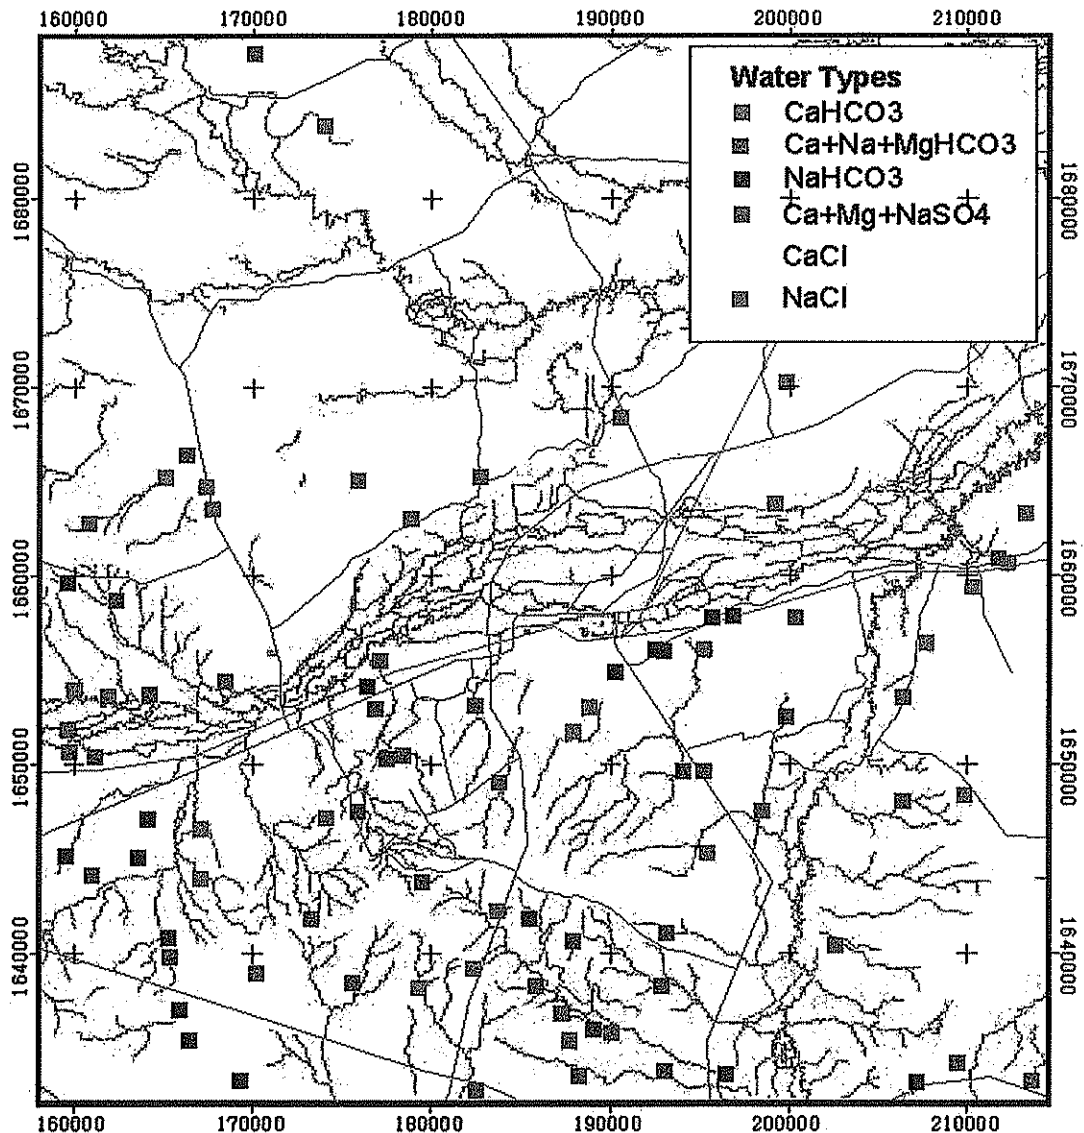 160000 170000 180000 190000 200000 210000
Water Types
CaHCO3
Ca+Na+MgHCO3
NaHCO3
Ca+Mg+NaSO4
CaCl
NaCl
1680000 1680000
1670000 1670000
1660000 1660000
1650000 1650000
1640000 1640000
160000 170000 180000 190000 200000 210000